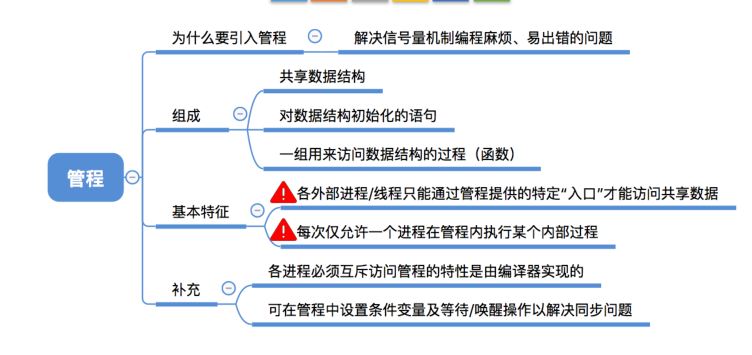 管程
为什么要引入管程
解决信号量机制编程麻烦、易出错的问题
组成
共享数据结构
对数据结构初始化的语句
一组用来访问数据结构的过程（函数）
基本特征
各外部进程/线程只能通过管程提供的特定“入口”才能访问共享数据
每次仅允许一个进程在管程内执行某个内部过程
补充
各进程必须互斥访问管程的特性是由编译器实现的
可在管程中设置条件变量及等待/唤醒操作以解决同步问题